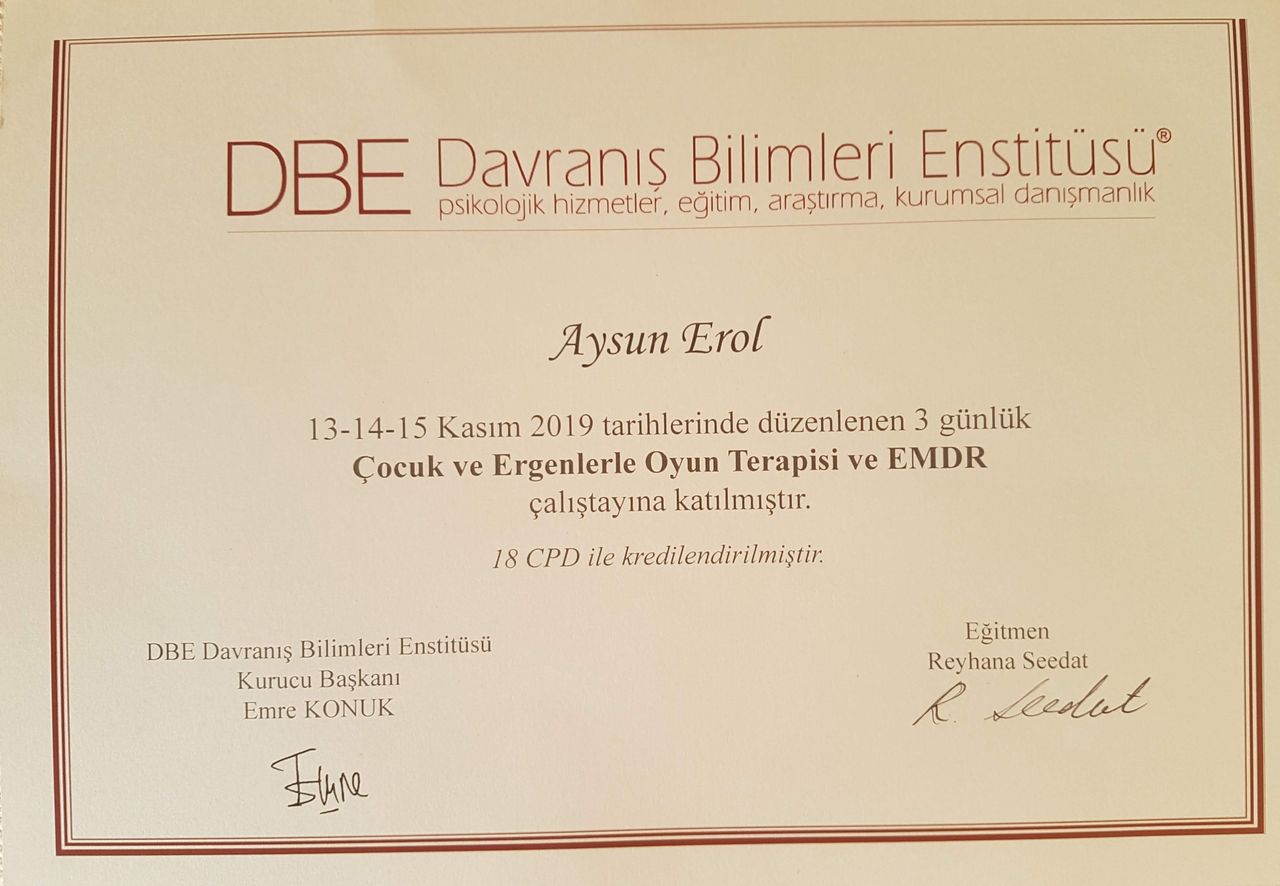 DBE Davranış Bilimleri Enstitüsü®
psikolojik hizmetler, eğitim, araştırma, kurumsal danışmanlık
Aysun Erol
13-14-15 Kasım 2019 tarihlerinde düzenlenen 3 günlük
Çocuk ve Ergenlerle Oyun Terapisi ve EMDR
çalıştayına katılmıştır.
18 CPD ile kredilendirilmiştir.
DBE Davranış Bilimleri Enstitüsü
Kurucu Başkanı
Emre KONUK
Emre
Eğitmen
Reyhana Seedat
R. Seedat